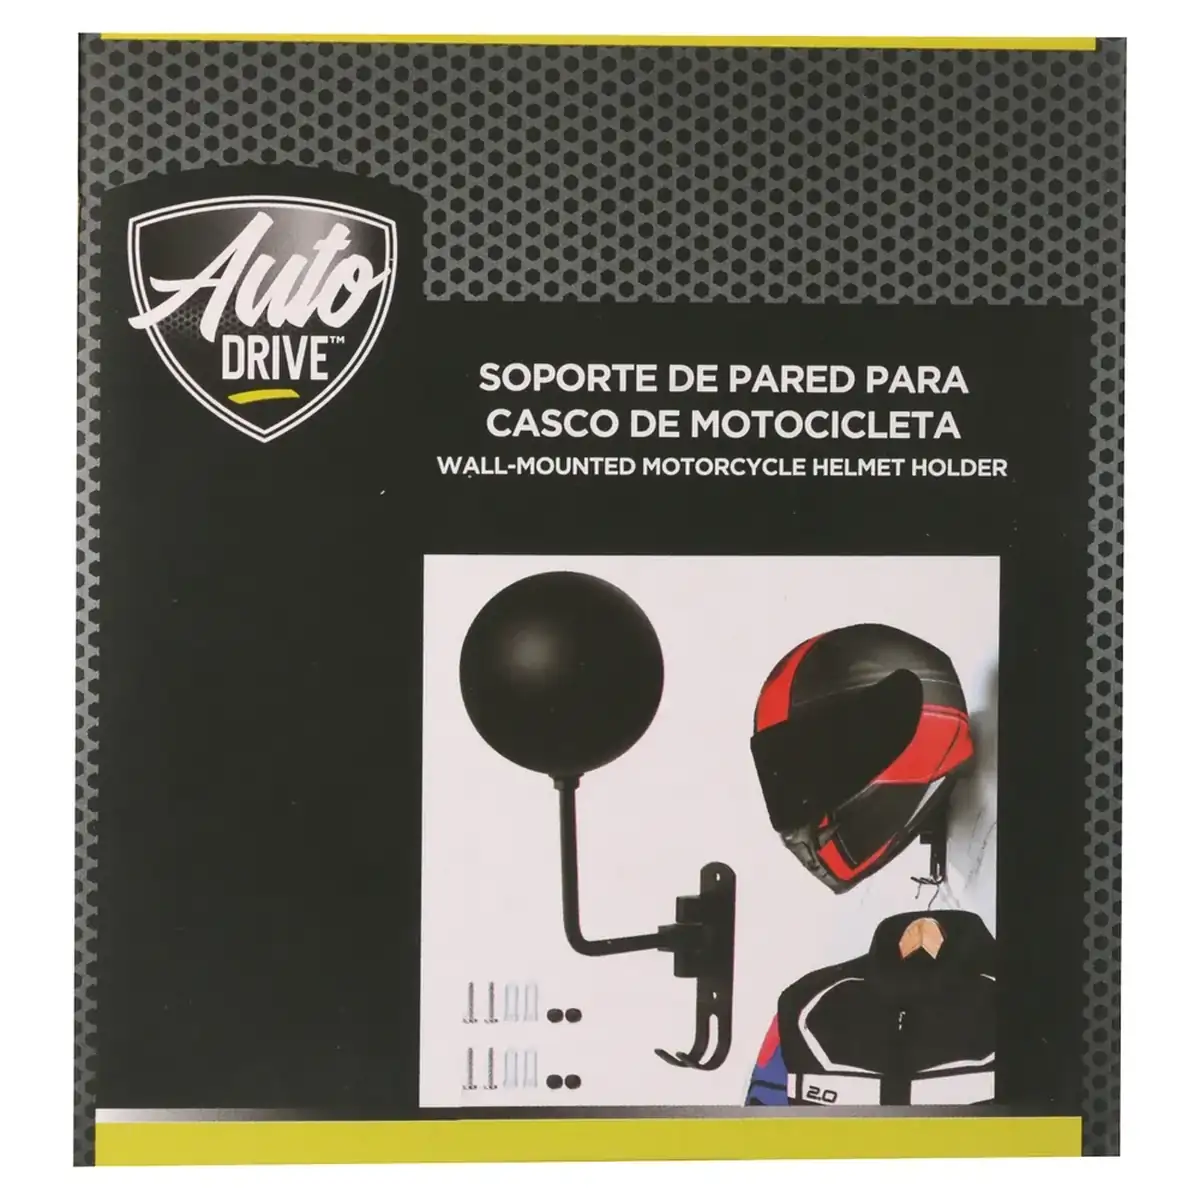 Auto
DRIVE™
SOPORTE DE PARED PARA
CASCO DE MOTOCICLETA
WALL-MOUNTED MOTORCYCLE HELMET HOLDER
2.0